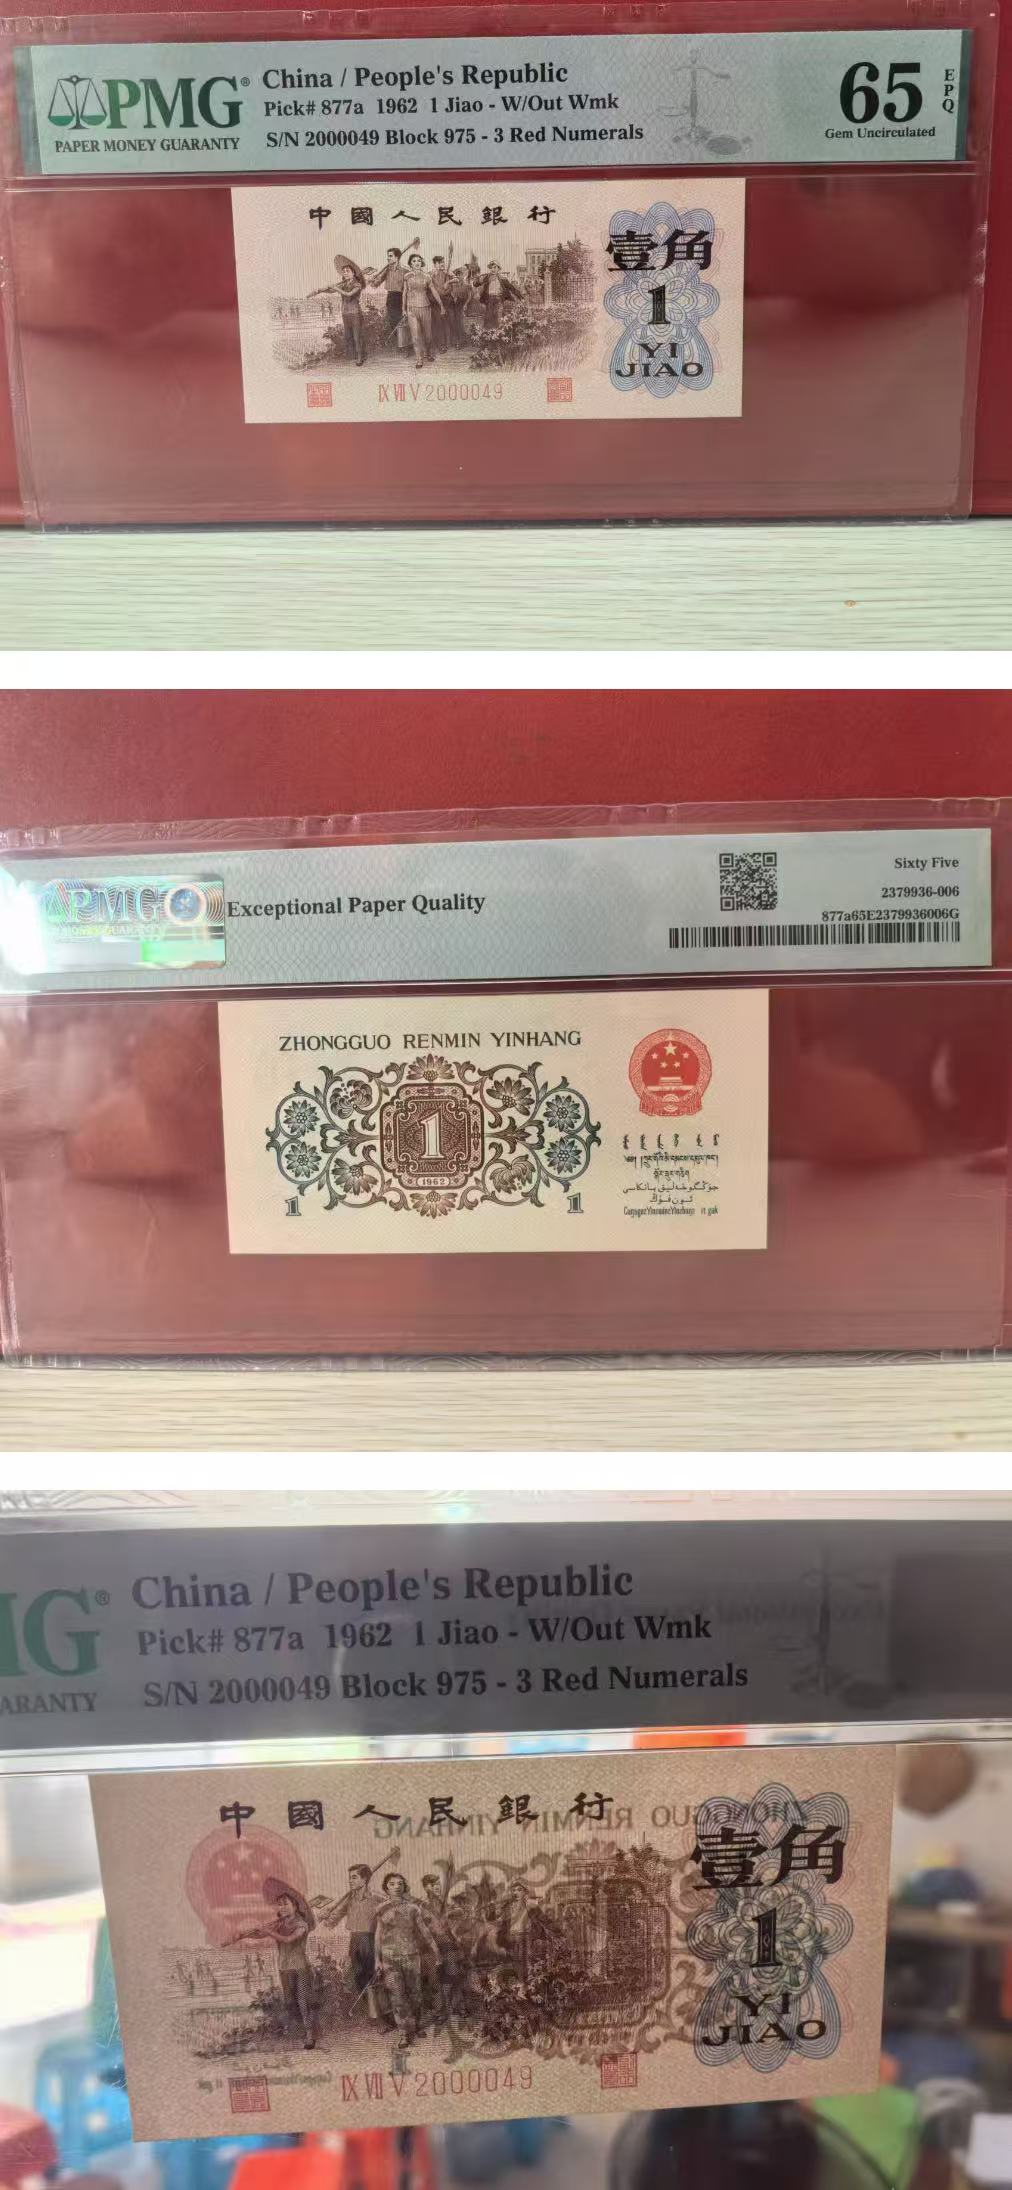 PMG®
PAPER MONEY GUARANTY
China / People's Republic
Pick# 877a 1962 1 Jiao - W/Out Wmk
S/N 2000049 Block 975 - 3 Red Numerals
65
EPQ
Gem Uncirculated
中國人民銀行
壹角
1
YI
JIAO
IX VII V 2000049
PMG
Exceptional Paper Quality
Sixty Five
2379936-006
877a65E2379936006G
ZHONGGUO RENMIN YINHANG
1
(1962)
1
1
G®
ARANTY
China / People's Republic
Pick# 877a 1962 1 Jiao - W/Out Wmk
S/N 2000049 Block 975 - 3 Red Numerals
中國人民銀行
ZHONGGUO RENMIN YINHANG
壹角
1
YI
JIAO
IX VII V 2000049